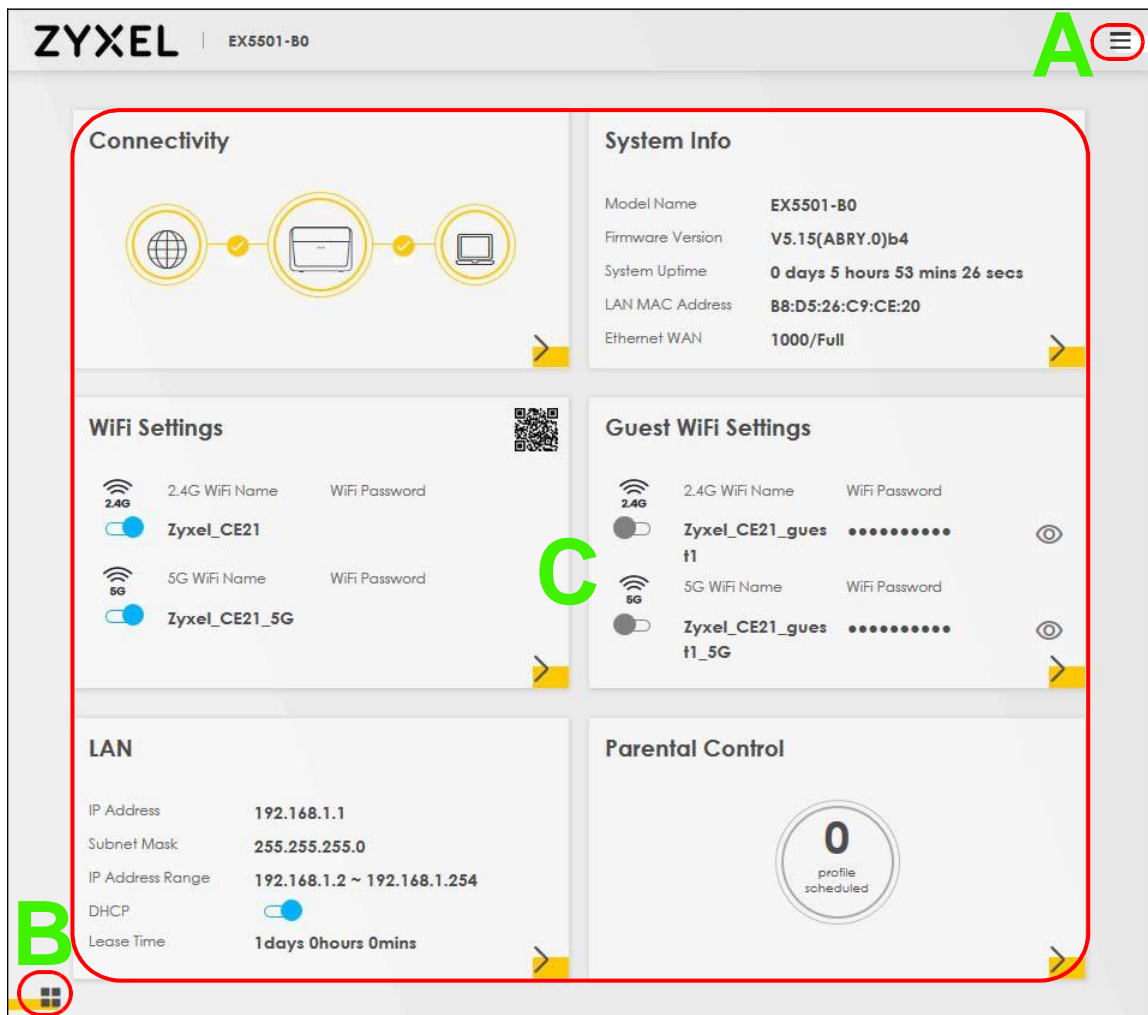 ZYXEL EX5501-B0
A
Connectivity
System Info
Model Name EX5501-B0
Firmware Version V5.15(ABRY.0)b4
System Uptime 0 days 5 hours 53 mins 26 secs
LAN MAC Address B8:D5:26:C9:CE:20
Ethernet WAN 1000/Full
WiFi Settings
2.4G
2.4G WiFi Name WiFi Password
Zyxel_CE21
5G
5G WiFi Name WiFi Password
Zyxel_CE21_5G
Guest WiFi Settings
2.4G
2.4G WiFi Name WiFi Password
Zyxel_CE21_gues ••••••••••
t1
5G
5G WiFi Name WiFi Password
Zyxel_CE21_gues ••••••••••
t1_5G
C
LAN
IP Address 192.168.1.1
Subnet Mask 255.255.255.0
IP Address Range 192.168.1.2 ~ 192.168.1.254
DHCP
Lease Time 1days 0hours 0mins
Parental Control
0
profile
scheduled
B